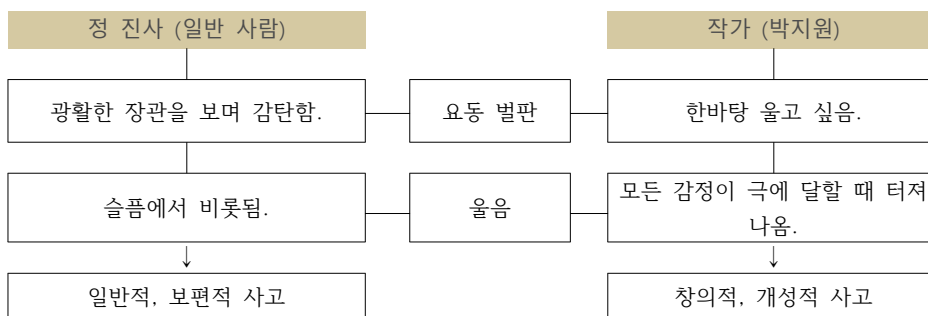 정 진사 (일반 사람)
작가 (박지원)
광활한 장관을 보며 감탄함.
요동 벌판
한바탕 울고 싶음.
슬픔에서 비롯됨.
울음
모든 감정이 극에 달할 때 터져
나옴.
일반적, 보편적 사고
창의적, 개성적 사고